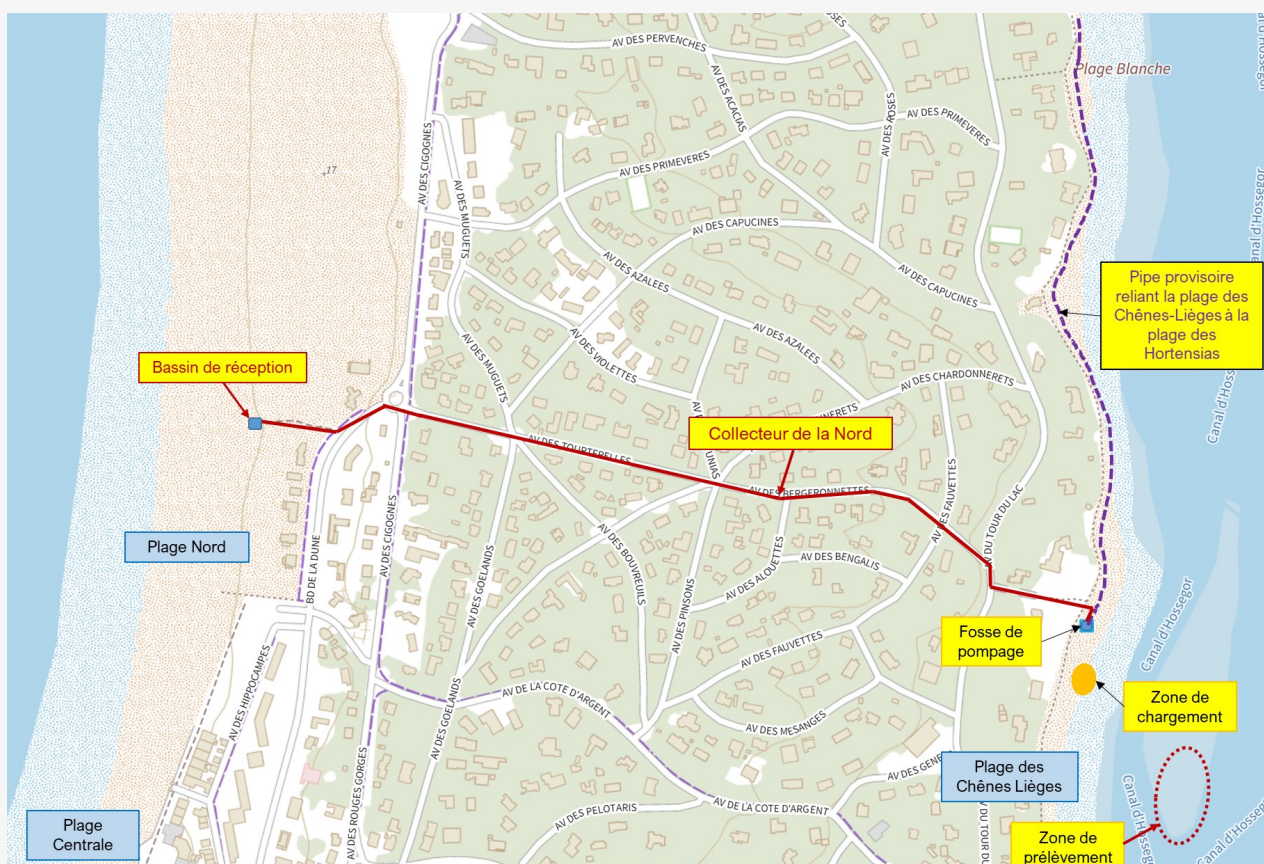 AV DES PERVENCHES
AV DES ACACIAS
AV DES ROSES
AV DES PRIMEVERES
Plage Blanche
Canal d'Hossegor
AV DES CIGOGNES
AV DES MUGUETS
AV DES PRIMEVERES
17
AV DES CAPUCINES
AV DES AZALEES
AV DES CAPUCINES
Canal d'Hossegor
Pipe provisoire
reliant la plage des
Chênes-Lièges à la
plage des
Hortensias
AV DES AZALEES
AV DES VIOLETTES
AV DES MUGUETS
Bassin de réception
AV DES CHARDONNERETS
Canal d'Hossegor
Collecteur de la Nord
AV DES TOURTERELLES
AV DES BERGERONNETTES
AV DES FAUVETTES
AV DU TOUR DU LAC
Plage Nord
BD DE LA DUNE
AV DES CIGOGNES
AV DES GOELANDS
AV DES BOUVREUILS
AV DES PINSONS
AV DES ALOUETTES
AV DES BENGALIS
Fosse de
pompage
Canal d'Hossegor
AV DES FAUVETTES
AV DES HIPPOCAMPES
AV DES GOELANDS
AV DE LA COTE D'ARGENT
AV DES MESANGES
Zone de
chargement
AV DES ROUGES GORGES
Plage des
Chênes Lièges
AV DES PELOTARIS
AV DE LA COTE D'ARGENT
Plage
Centrale
Zone de
prélèvement
Canal d'Hossegor